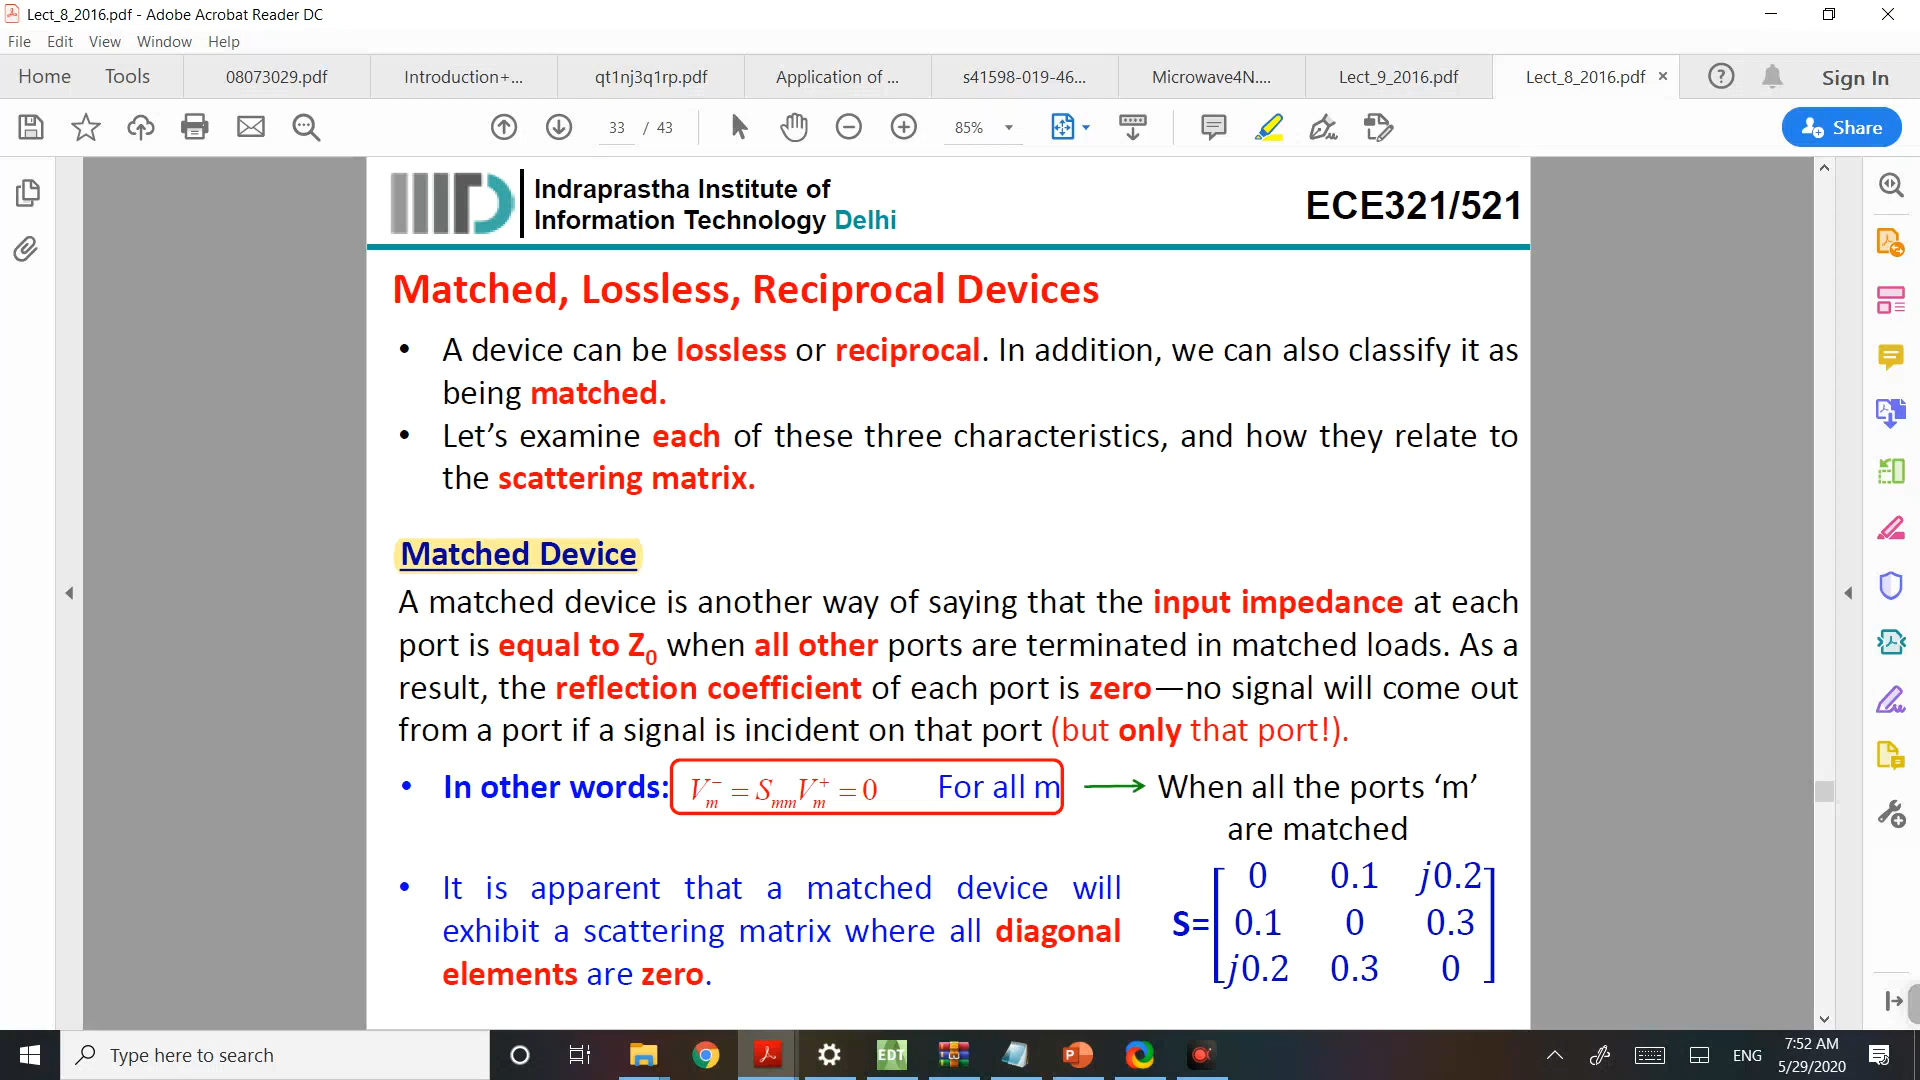 Lect_8_2016.pdf - Adobe Acrobat Reader DC
File Edit View Window Help
Home Tools 08073029.pdf Introduction+... qt1nj3q1rp.pdf Application of ... s41598-019-46... Microwave4N.... Lect_9_2016.pdf Lect_8_2016.pdf × ? Sign In
33 / 43 85% Share
Indraprastha Institute of
Information Technology Delhi
ECE321/521
Matched, Lossless, Reciprocal Devices
• A device can be lossless or reciprocal. In addition, we can also classify it as
being matched.
• Let’s examine each of these three characteristics, and how they relate to
the scattering matrix.
Matched Device
A matched device is another way of saying that the input impedance at each
port is equal to Z₀ when all other ports are terminated in matched loads. As a
result, the reflection coefficient of each port is zero—no signal will come out
from a port if a signal is incident on that port (but only that port!).
• In other words: Vₘ⁻ = Sₘₘ Vₘ⁺ = 0 For all m → When all the ports ‘m’
are matched
• It is apparent that a matched device will
exhibit a scattering matrix where all diagonal
elements are zero.
0 0.1 j0.2
S= 0.1 0 0.3
j0.2 0.3 0
Type here to search
EDT
ENG
7:52 AM
5/29/2020